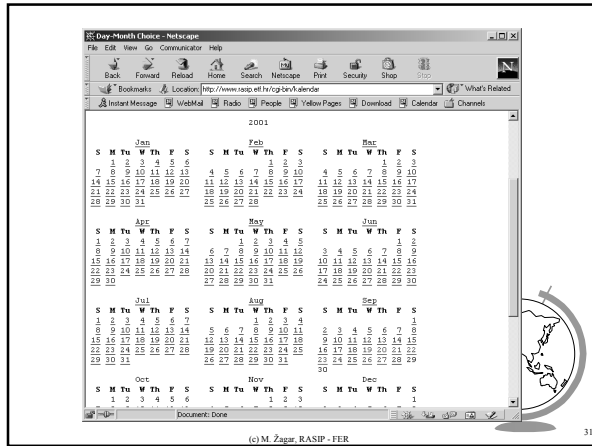 Day-Month Choice - Netscape
File Edit View Go Communicator Help
Back Forward Reload Home Search Netscape Print Security Shop Stop
Bookmarks Location: http://www.rasip.etf.hr/cgi-bin/kalendar What's Related
Instant Message WebMail Radio People Yellow Pages Download Calendar Channels
2001
Jan Feb Mar
S M Tu W Th F S S M Tu W Th F S S M Tu W Th F S
1 2 3 4 5 6 1 2 3 1 2 3
7 8 9 10 11 12 13 4 5 6 7 8 9 10 4 5 6 7 8 9 10
14 15 16 17 18 19 20 11 12 13 14 15 16 17 11 12 13 14 15 16 17
21 22 23 24 25 26 27 18 19 20 21 22 23 24 18 19 20 21 22 23 24
28 29 30 31 25 26 27 28 25 26 27 28 29 30 31
Apr May Jun
S M Tu W Th F S S M Tu W Th F S S M Tu W Th F S
1 2 3 4 5 6 7 1 2 3 4 5 1 2
8 9 10 11 12 13 14 6 7 8 9 10 11 12 3 4 5 6 7 8 9
15 16 17 18 19 20 21 13 14 15 16 17 18 19 10 11 12 13 14 15 16
22 23 24 25 26 27 28 20 21 22 23 24 25 26 17 18 19 20 21 22 23
29 30 27 28 29 30 31 24 25 26 27 28 29 30
Jul Aug Sep
S M Tu W Th F S S M Tu W Th F S S M Tu W Th F S
1 2 3 4 5 6 7 1 2 3 4 1
8 9 10 11 12 13 14 5 6 7 8 9 10 11 2 3 4 5 6 7 8
15 16 17 18 19 20 21 12 13 14 15 16 17 18 9 10 11 12 13 14 15
22 23 24 25 26 27 28 19 20 21 22 23 24 25 16 17 18 19 20 21 22
29 30 31 26 27 28 29 30 31 23 24 25 26 27 28 29
30
Oct Nov Dec
S M Tu W Th F S S M Tu W Th F S S M Tu W Th F S
1 2 3 4 5 6 1 2 3 1
Document: Done
(c) M. Žagar, RASIP - FER
31